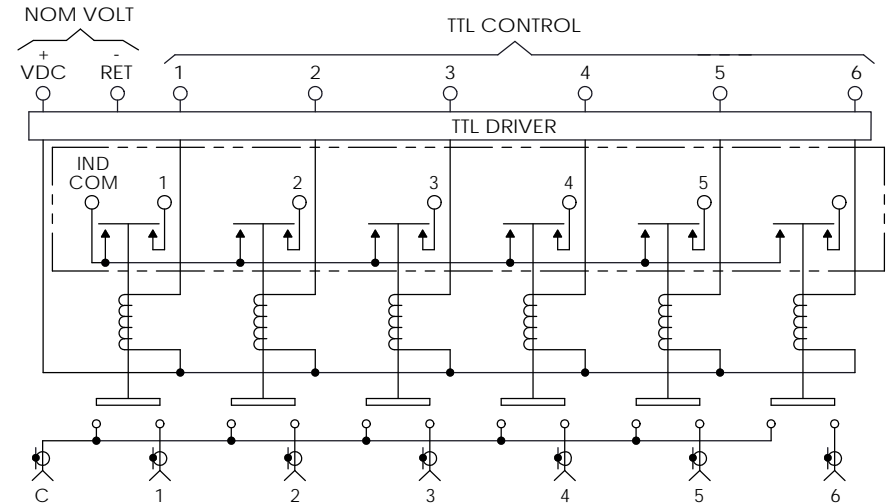 NOM VOLT
TTL CONTROL
+ -
VDC RET 1 2 3 4 5 6
TTL DRIVER
IND
COM 1 2 3 4 5
C 1 2 3 4 5 6